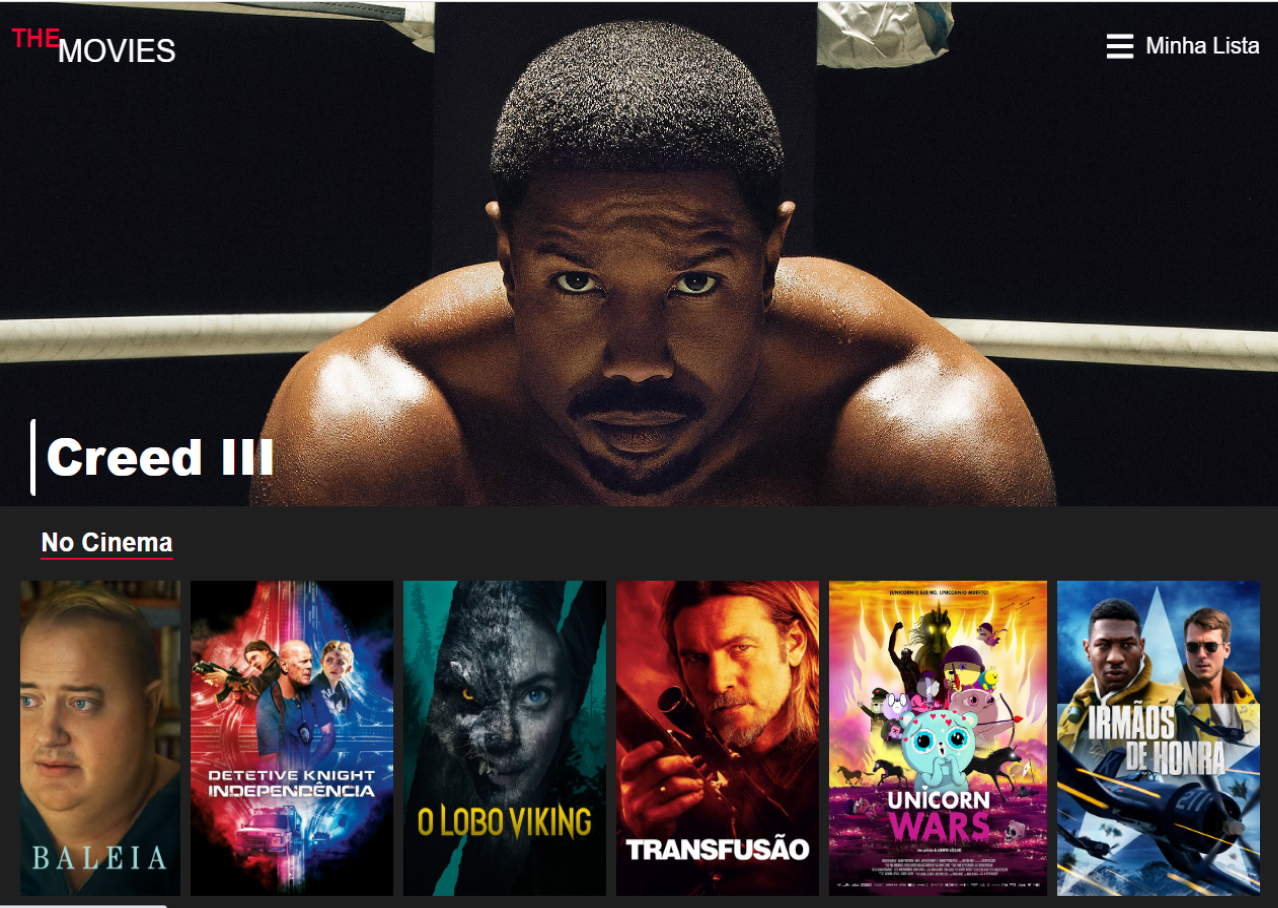 THE
MOVIES
Minha Lista
Creed III
No Cinema
BALEIA
DETETIVE KNIGHT
INDEPENDÊNCIA
O LOBO VIKING
TRANSFUSÃO
UNICORN
WARS
IRMÃOS
DE HONRA